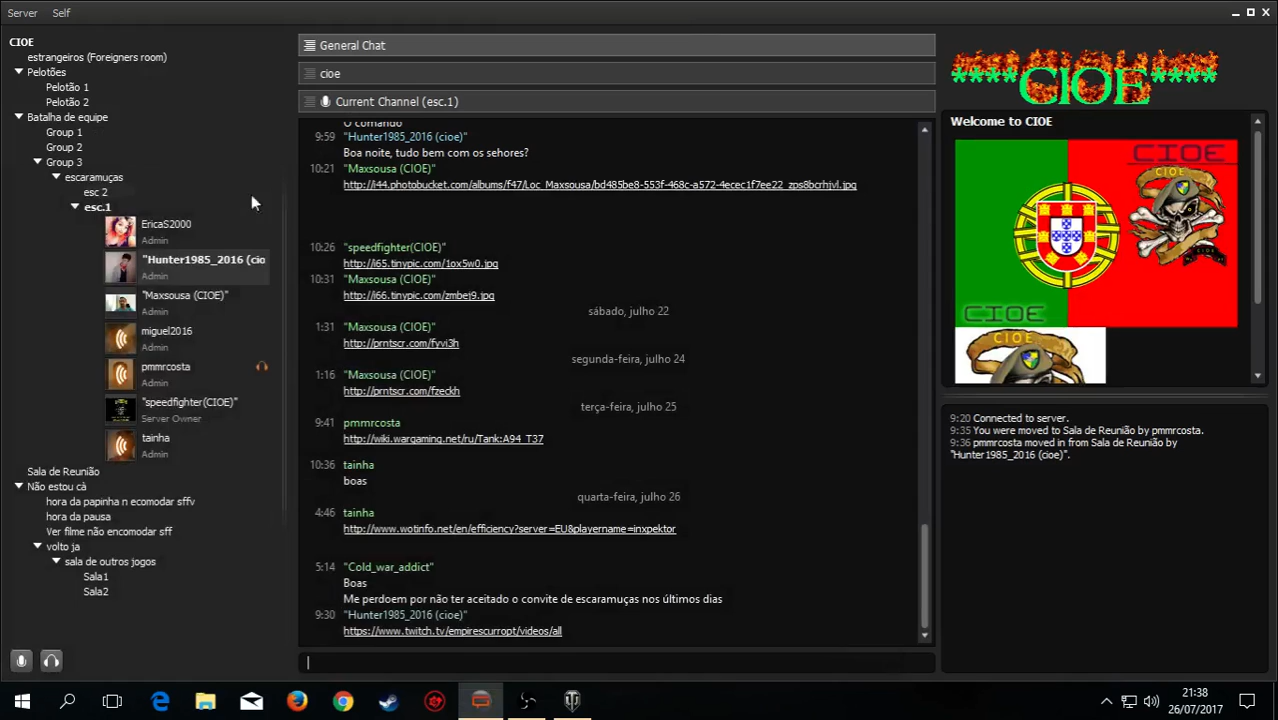 Server Self
CIOE
estrangeiros (Foreigners room)
Pelotões
Pelotão 1
Pelotão 2
Batalha de equipe
Group 1
Group 2
Group 3
escaramuças
esc 2
esc.1
EricaS2000
Admin
"Hunter1985_2016 (cio
Admin
"Maxsousa (CIOE)"
Admin
miguel2016
Admin
pmmrcosta
Admin
"speedfighter(CIOE)"
Server Owner
tainha
Admin
Sala de Reunião
Não estou cà
hora da papinha n ecomodar sffv
hora da pausa
Ver filme não encomodar sff
volto ja
sala de outros jogos
Sala1
Sala2
General Chat
cioe
Current Channel (esc.1)
O comando
9:59 "Hunter1985_2016 (cioe)"
Boa noite, tudo bem com os sehores?
10:21 "Maxsousa (CIOE)"
http://i44.photobucket.com/albums/f47/Loc_Maxsousa/bd485be8-553f-468c-a572-4ecec1f7ee22_zps8bcrhjvl.jpg
10:26 "speedfighter(CIOE)"
http://i65.tinypic.com/1ox5w0.jpg
10:31 "Maxsousa (CIOE)"
http://i66.tinypic.com/zmbej9.jpg
sábado, julho 22
1:31 "Maxsousa (CIOE)"
http://prntscr.com/fyvi3h
segunda-feira, julho 24
1:16 "Maxsousa (CIOE)"
http://prntscr.com/fzeckh
terça-feira, julho 25
9:41 pmmrcosta
http://wiki.wargaming.net/ru/Tank:A94_T37
10:36 tainha
boas
quarta-feira, julho 26
4:46 tainha
http://www.wotinfo.net/en/efficiency?server=EU&playername=inxpektor
5:14 "Cold_war_addict"
Boas
Me perdoem por não ter aceitado o convite de escaramuças nos últimos dias
9:30 "Hunter1985_2016 (cioe)"
https://www.twitch.tv/empirescurropt/videos/all
****CIOE****
Welcome to CIOE
CIOE
CIOE
CIOE
CIOE
9:20 Connected to server.
9:35 You were moved to Sala de Reunião by pmmrcosta.
9:36 pmmrcosta moved in from Sala de Reunião by
"Hunter1985_2016 (cioe)".
21:38
26/07/2017